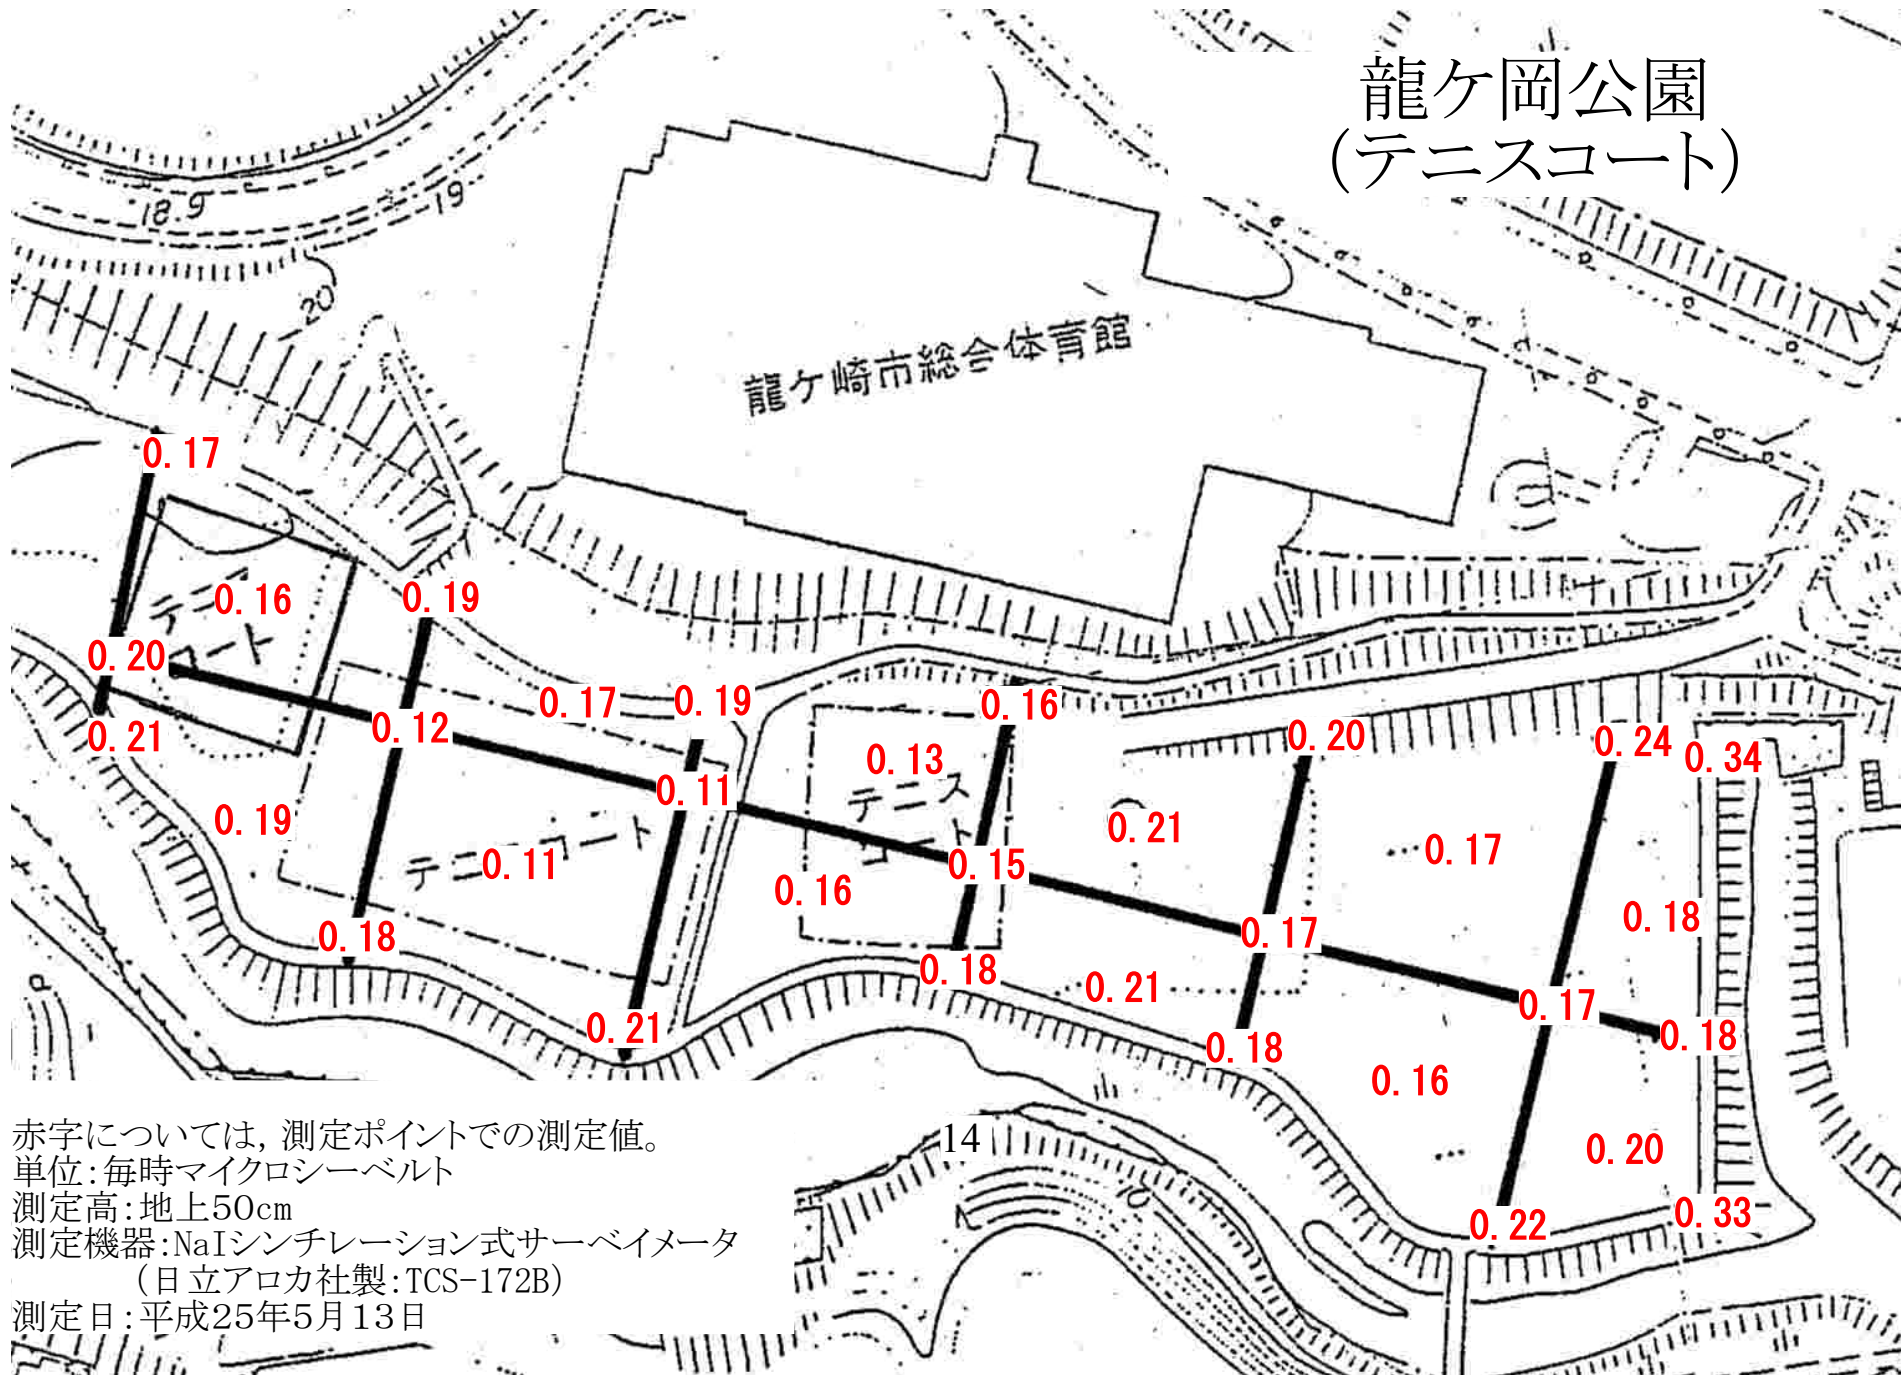 龍ケ岡公園
（テニスコート）
18.9
19
20
龍ケ崎市総合体育館
0.17
0.16
0.19
テニス
コート
0.20
0.21
0.12
0.17
0.19
0.16
0.13
テニス
コート
0.20
0.24
0.34
0.11
0.19
テニスコート
0.11
0.21
0.17
0.15
0.16
0.18
0.18
0.17
0.18
0.21
0.17
0.21
0.18
0.18
0.16
0.20
0.22
0.33
14
10
赤字については，測定ポイントでの測定値。
単位：毎時マイクロシーベルト
測定高：地上50cm
測定機器：NaIシンチレーション式サーベイメータ
（日立アロカ社製：TCS-172B）
測定日：平成25年5月13日